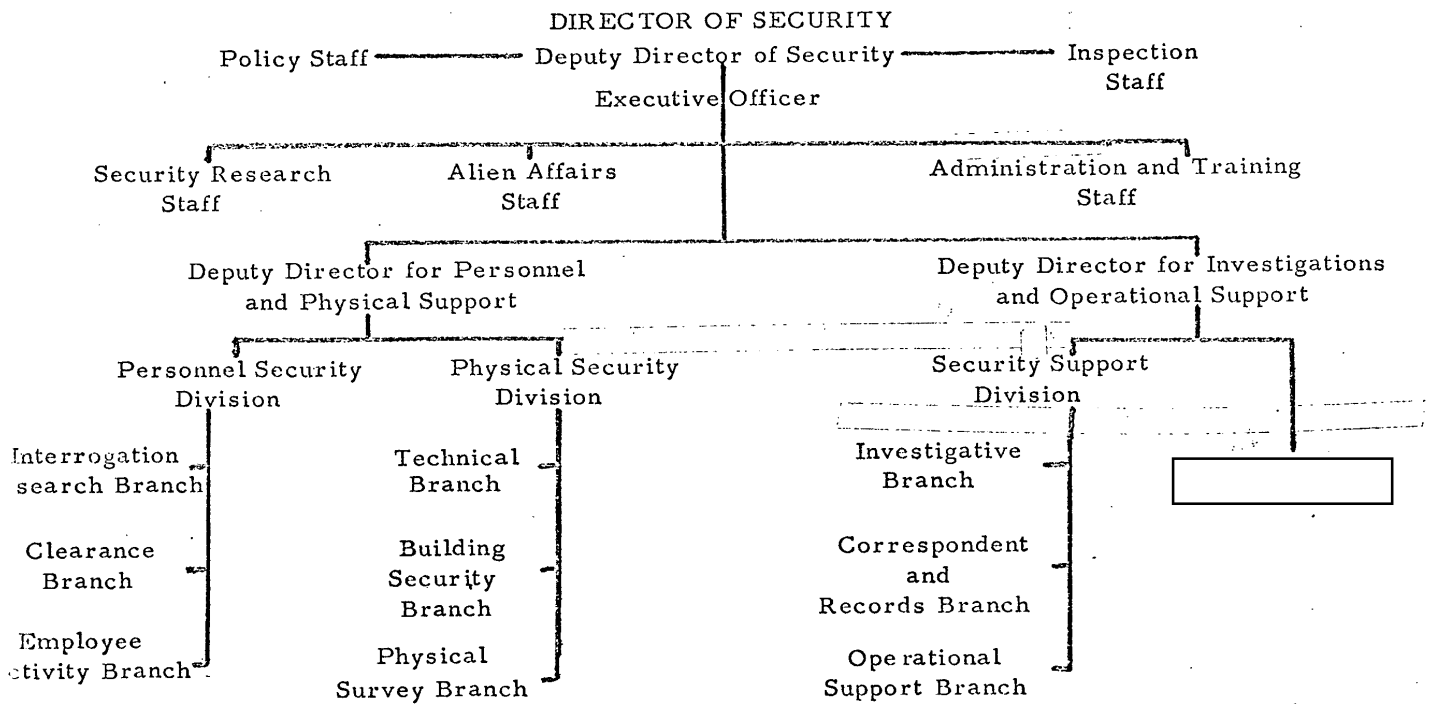 DIRECTOR OF SECURITY
Policy Staff
Deputy Director of Security
Inspection
Staff
Executive Officer
Security Research
Staff
Alien Affairs
Staff
Administration and Training
Staff
Deputy Director for Personnel
and Physical Support
Deputy Director for Investigations
and Operational Support
Personnel Security
Division
Physical Security
Division
Security Support
Division
Interrogation
search Branch
Technical
Branch
Investigative
Branch
Clearance
Branch
Building
Security
Branch
Correspondent
and
Records Branch
Employee
ctivity Branch
Physical
Survey Branch
Operational
Support Branch